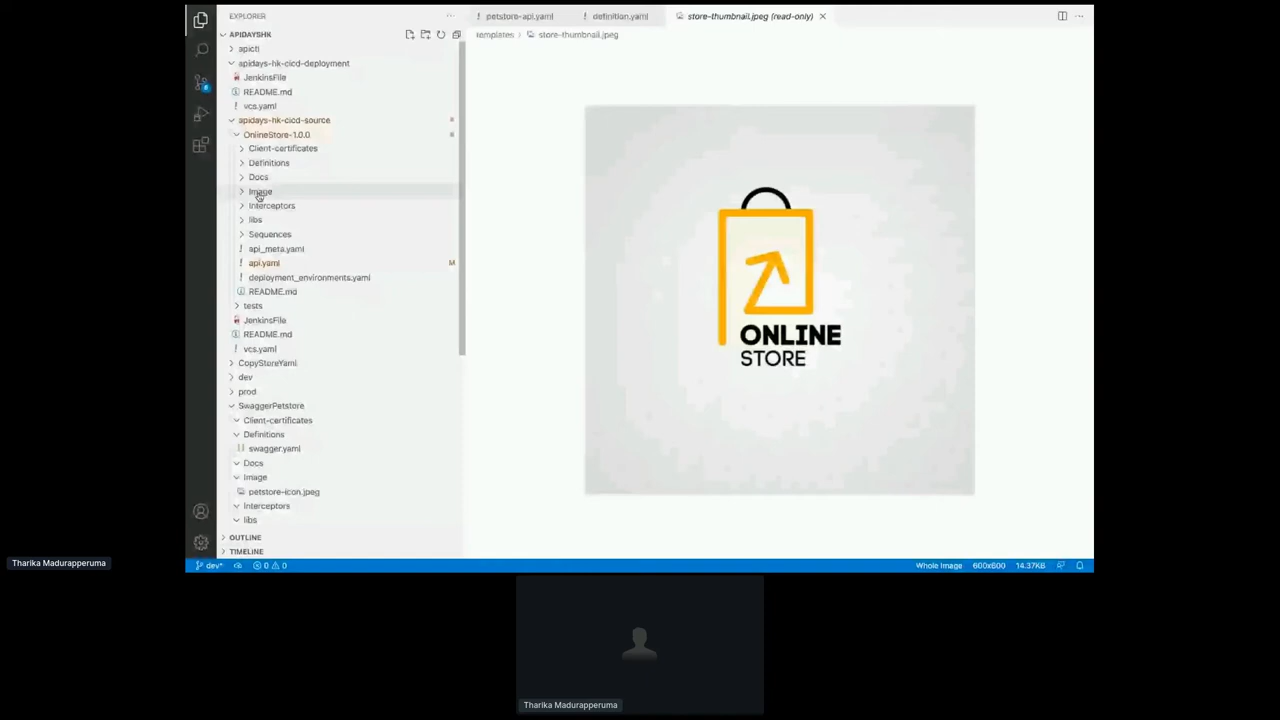 EXPLORER
petstore-api.yaml
definition.yaml
store-thumbnail.jpeg (read-only)
APIDAYSHK
templates > store-thumbnail.jpeg
apictl
apidays-hk-cicd-deployment
JenkinsFile
README.md
vcs.yaml
apidays-hk-cicd-source
OnlineStore-1.0.0
Client-certificates
Definitions
Docs
Image
Interceptors
libs
Sequences
api_meta.yaml
api.yaml M
deployment_environments.yaml
README.md
tests
JenkinsFile
README.md
vcs.yaml
CopyStoreYaml
dev
prod
SwaggerPetstore
Client-certificates
Definitions
swagger.yaml
Docs
Image
petstore-icon.jpeg
Interceptors
libs
OUTLINE
TIMELINE
ONLINE
STORE
dev* 0 0 Whole Image 600x600 14.37KB
Tharika Madurapperuma
Tharika Madurapperuma